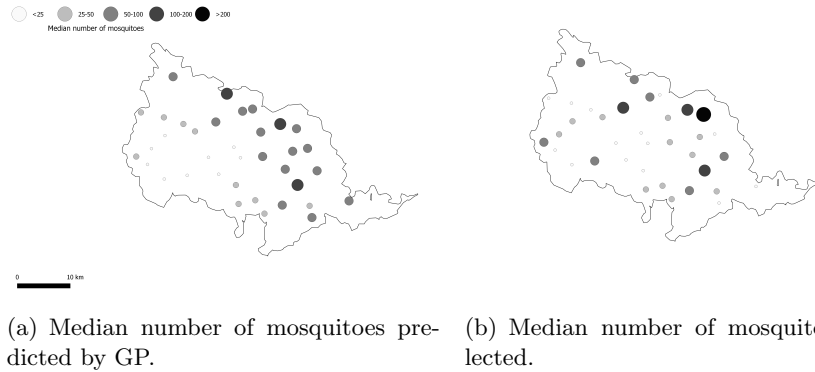 <25 25-50 50-100 100-200 >200
Median number of mosquitoes
0 10 km
(a) Median number of mosquitoes pre-
dicted by GP.
(b) Median number of mosquito
lected.